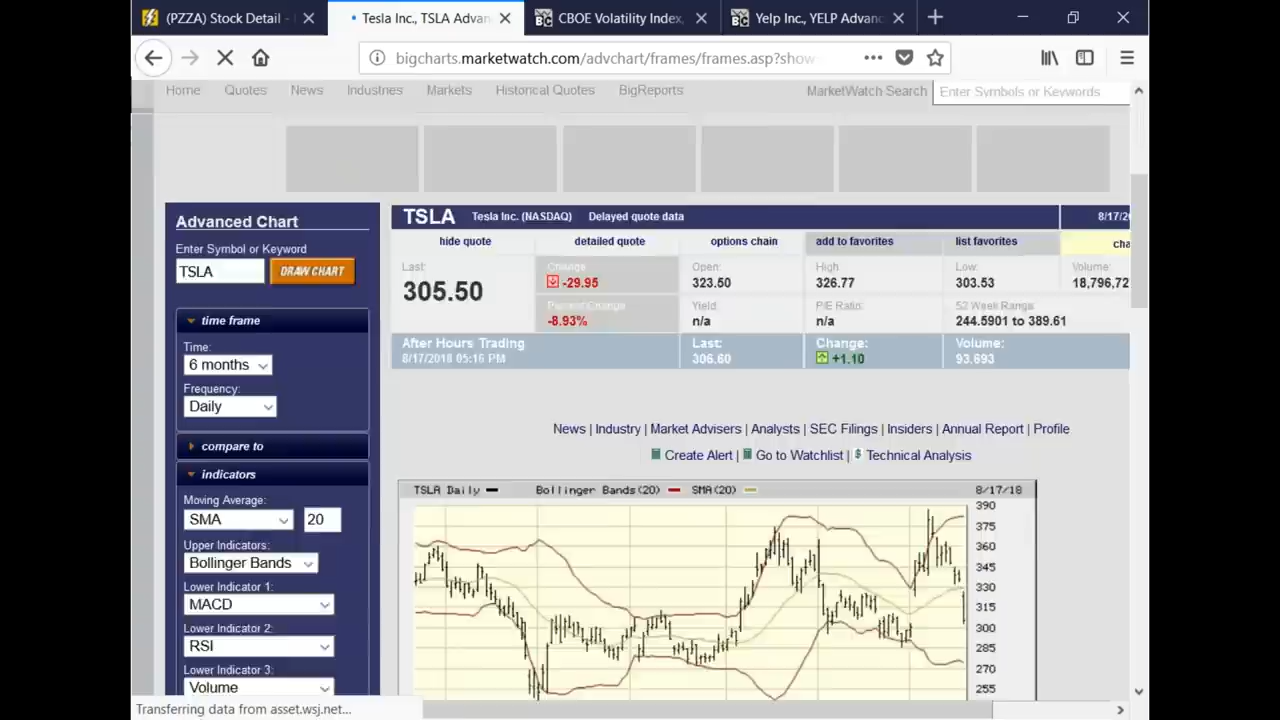 (PZZA) Stock Detail -
Tesla Inc., TSLA Advan
CBOE Volatility Index,
Yelp Inc., YELP Advanc
bigcharts.marketwatch.com/advchart/frames/frames.asp?show
Home Quotes News Industries Markets Historical Quotes BigReports MarketWatch Search Enter Symbols or Keywords
Advanced Chart
Enter Symbol or Keyword
TSLA DRAW CHART
time frame
Time:
6 months
Frequency:
Daily
compare to
indicators
Moving Average:
SMA 20
Upper Indicators:
Bollinger Bands
Lower Indicator 1:
MACD
Lower Indicator 2:
RSI
Lower Indicator 3:
Volume
TSLA Tesla Inc. (NASDAQ) Delayed quote data 8/17/20
hide quote detailed quote options chain add to favorites list favorites cha
Last: Change: Open: High Low: Volume:
305.50 -29.95 323.50 326.77 303.53 18,796,72
Percent Change Yield: P/E Ratio: 52 Week Range
-8.93% n/a n/a 244.5901 to 389.61
After Hours Trading Last: Change: Volume:
8/17/2018 05:16 PM 306.60 +1.10 93,693
News | Industry | Market Advisers | Analysts | SEC Filings | Insiders | Annual Report | Profile
Create Alert | Go to Watchlist | $ Technical Analysis
TSLA Daily Bollinger Bands(20) SMA(20) 8/17/18
390
375
360
345
330
315
300
285
270
255
Transferring data from asset.wsj.net...